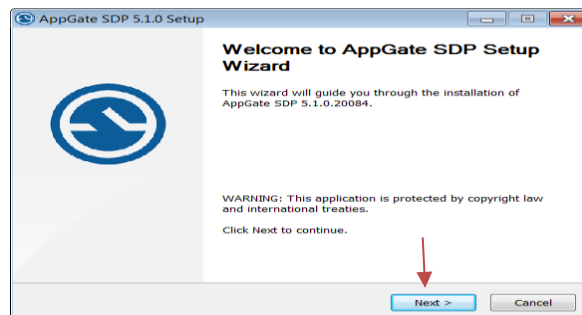 AppGate SDP 5.1.0 Setup
Welcome to AppGate SDP Setup
Wizard
This wizard will guide you through the installation of
AppGate SDP 5.1.0.20084.
WARNING: This application is protected by copyright law
and international treaties.
Click Next to continue.
Next >
Cancel